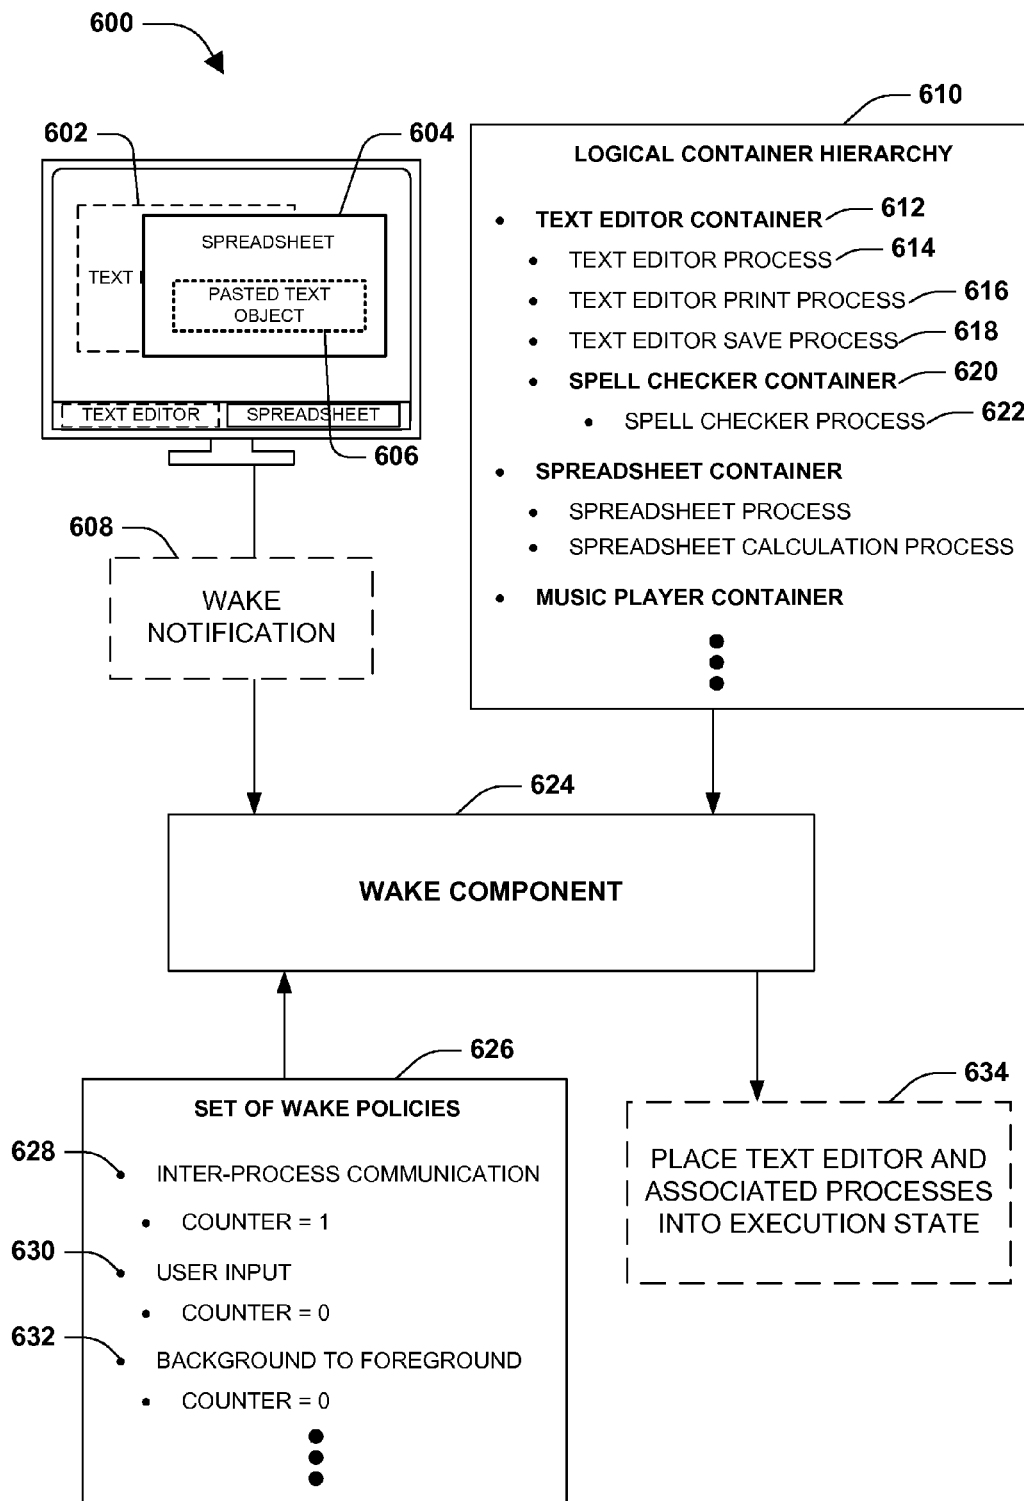 600
602
604
SPREADSHEET
TEXT
PASTED TEXT
OBJECT
TEXT EDITOR
SPREADSHEET
606
608
WAKE
NOTIFICATION
610
LOGICAL CONTAINER HIERARCHY
• TEXT EDITOR CONTAINER 612
• TEXT EDITOR PROCESS 614
• TEXT EDITOR PRINT PROCESS 616
• TEXT EDITOR SAVE PROCESS 618
• SPELL CHECKER CONTAINER 620
• SPELL CHECKER PROCESS 622
• SPREADSHEET CONTAINER
• SPREADSHEET PROCESS
• SPREADSHEET CALCULATION PROCESS
• MUSIC PLAYER CONTAINER
624
WAKE COMPONENT
626
SET OF WAKE POLICIES
628
• INTER-PROCESS COMMUNICATION
• COUNTER = 1
630
• USER INPUT
• COUNTER = 0
632
• BACKGROUND TO FOREGROUND
• COUNTER = 0
634
PLACE TEXT EDITOR AND
ASSOCIATED PROCESSES
INTO EXECUTION STATE